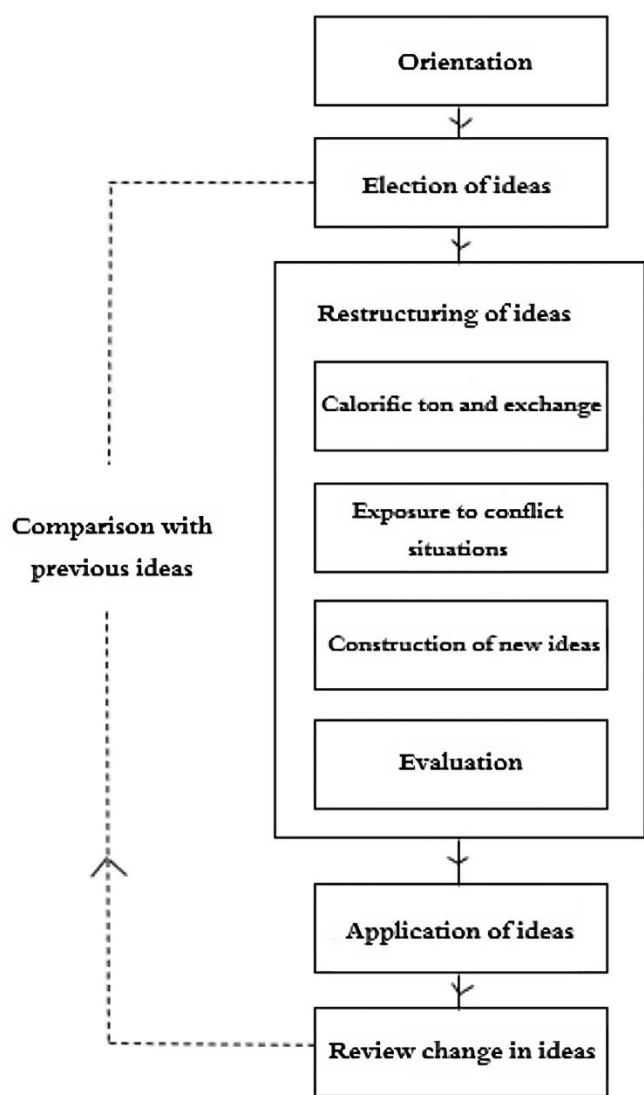 Orientation
Election of ideas
Restructuring of ideas
Calorific ton and exchange
Exposure to conflict
situations
Construction of new ideas
Evaluation
Comparison with
previous ideas
Application of ideas
Review change in ideas